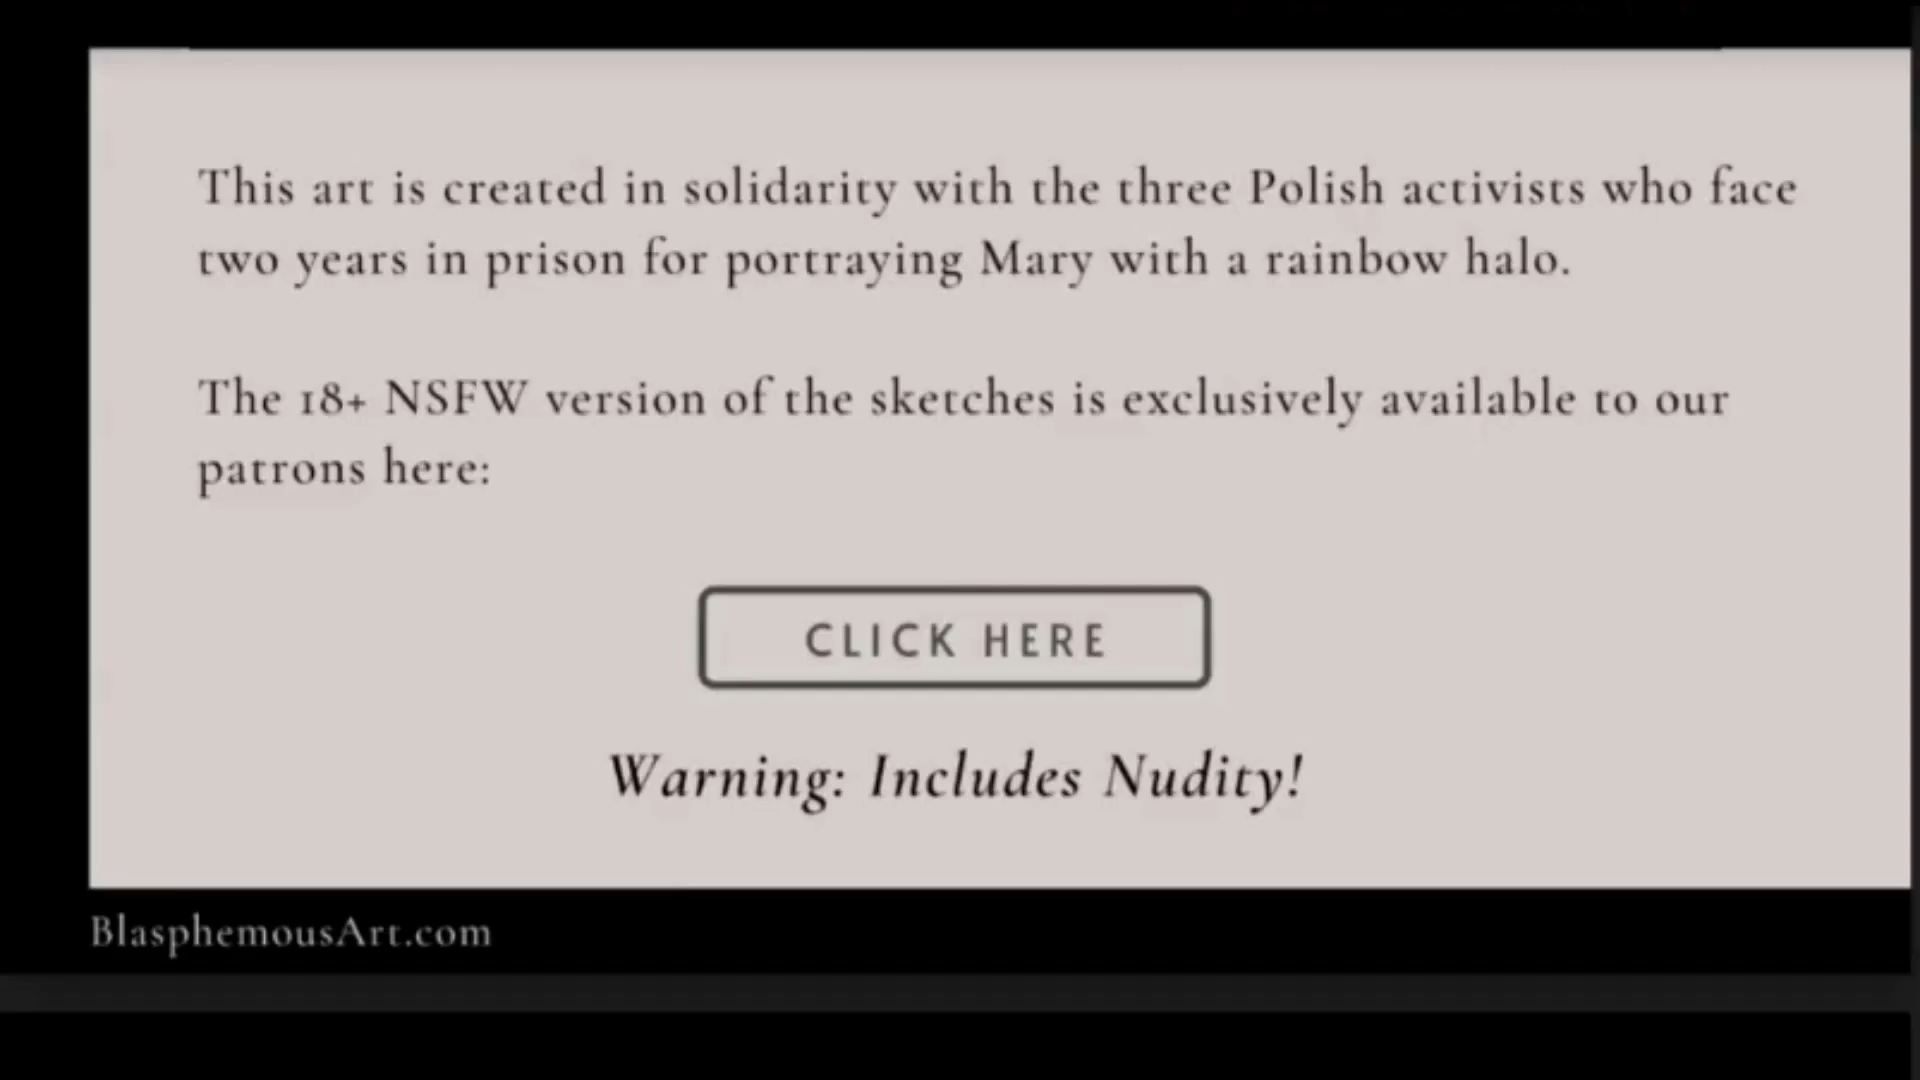 This art is created in solidarity with the three Polish activists who face
two years in prison for portraying Mary with a rainbow halo.
The 18+ NSFW version of the sketches is exclusively available to our
patrons here:
CLICK HERE
Warning: Includes Nudity!
BlasphemousArt.com